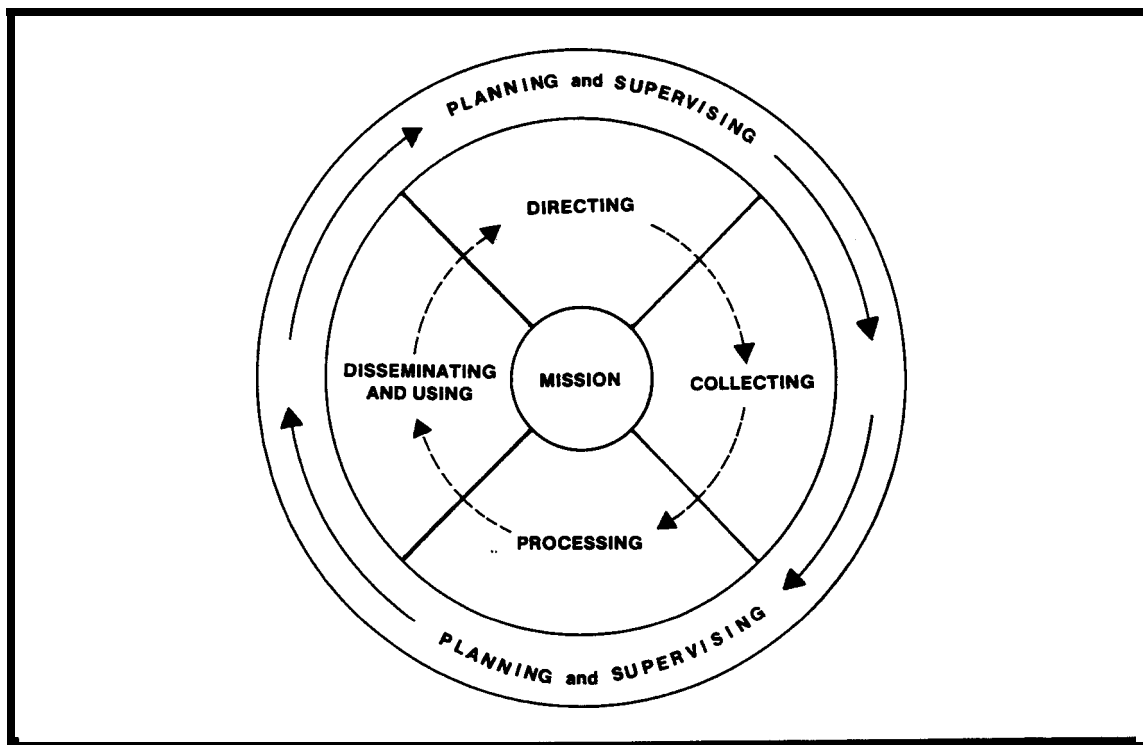 PLANNING and SUPERVISING
DIRECTING
DISSEMINATING
AND USING
MISSION
COLLECTING
PROCESSING
PLANNING and SUPERVISING